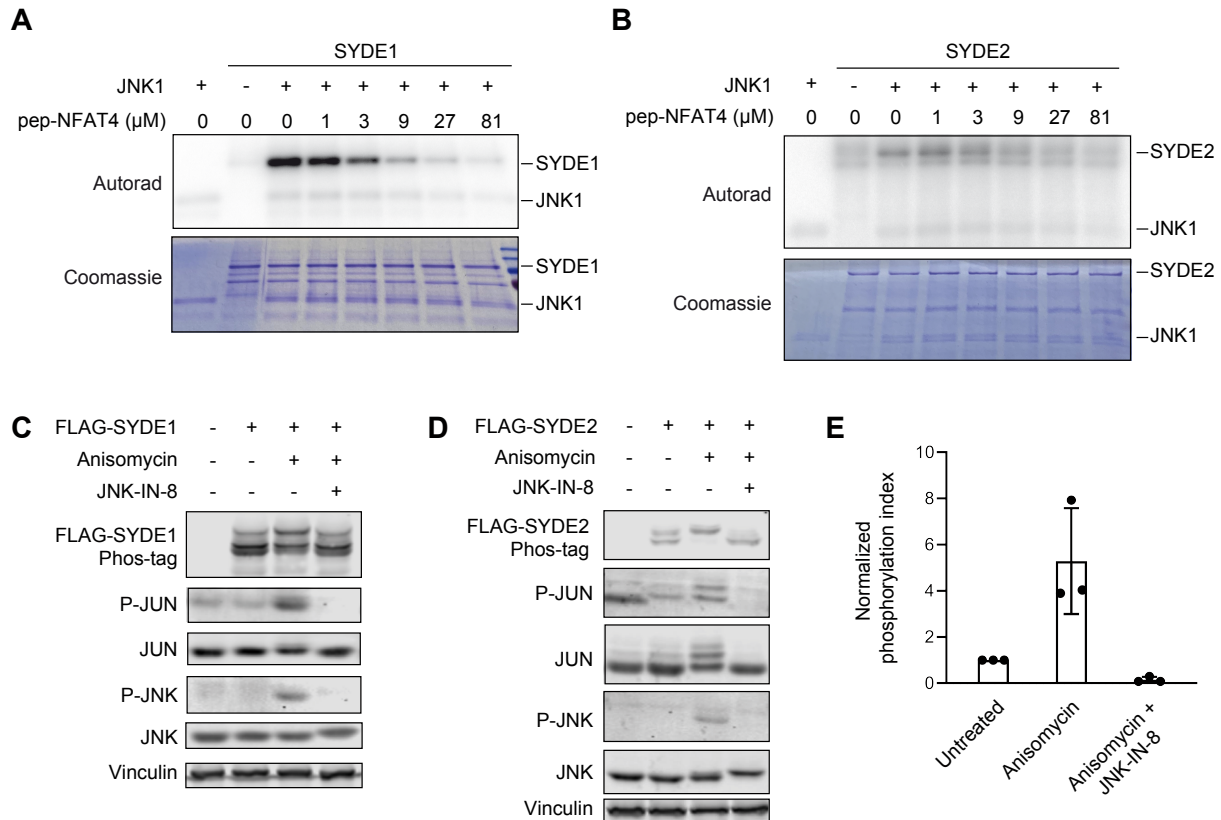 A
SYDE1
JNK1 + - + + + + + +
pep-NFAT4 (µM) 0 0 0 1 3 9 27 81
Autorad
SYDE1
JNK1
Coomassie
SYDE1
JNK1
B
SYDE2
JNK1 + - + + + + + +
pep-NFAT4 (µM) 0 0 0 1 3 9 27 81
Autorad
SYDE2
JNK1
Coomassie
SYDE2
JNK1
C
FLAG-SYDE1 - + + +
Anisomycin - - + +
JNK-IN-8 - - - +
FLAG-SYDE1
Phos-tag
P-JUN
JUN
P-JNK
JNK
Vinculin
D
FLAG-SYDE2 - + + +
Anisomycin - - + +
JNK-IN-8 - - - +
FLAG-SYDE2
Phos-tag
P-JUN
JUN
P-JNK
JNK
Vinculin
E
Normalized
phosphorylation index
10
8
6
4
2
0
Untreated
Anisomycin
Anisomycin +
JNK-IN-8